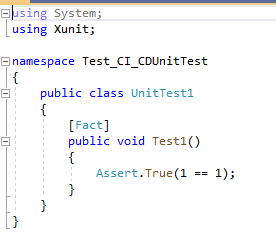 using System;
using Xunit;
namespace Test_CI_CDUnitTest
{
public class UnitTest1
{
[Fact]
public void Test1()
{
Assert.True(1 == 1);
}
}
}